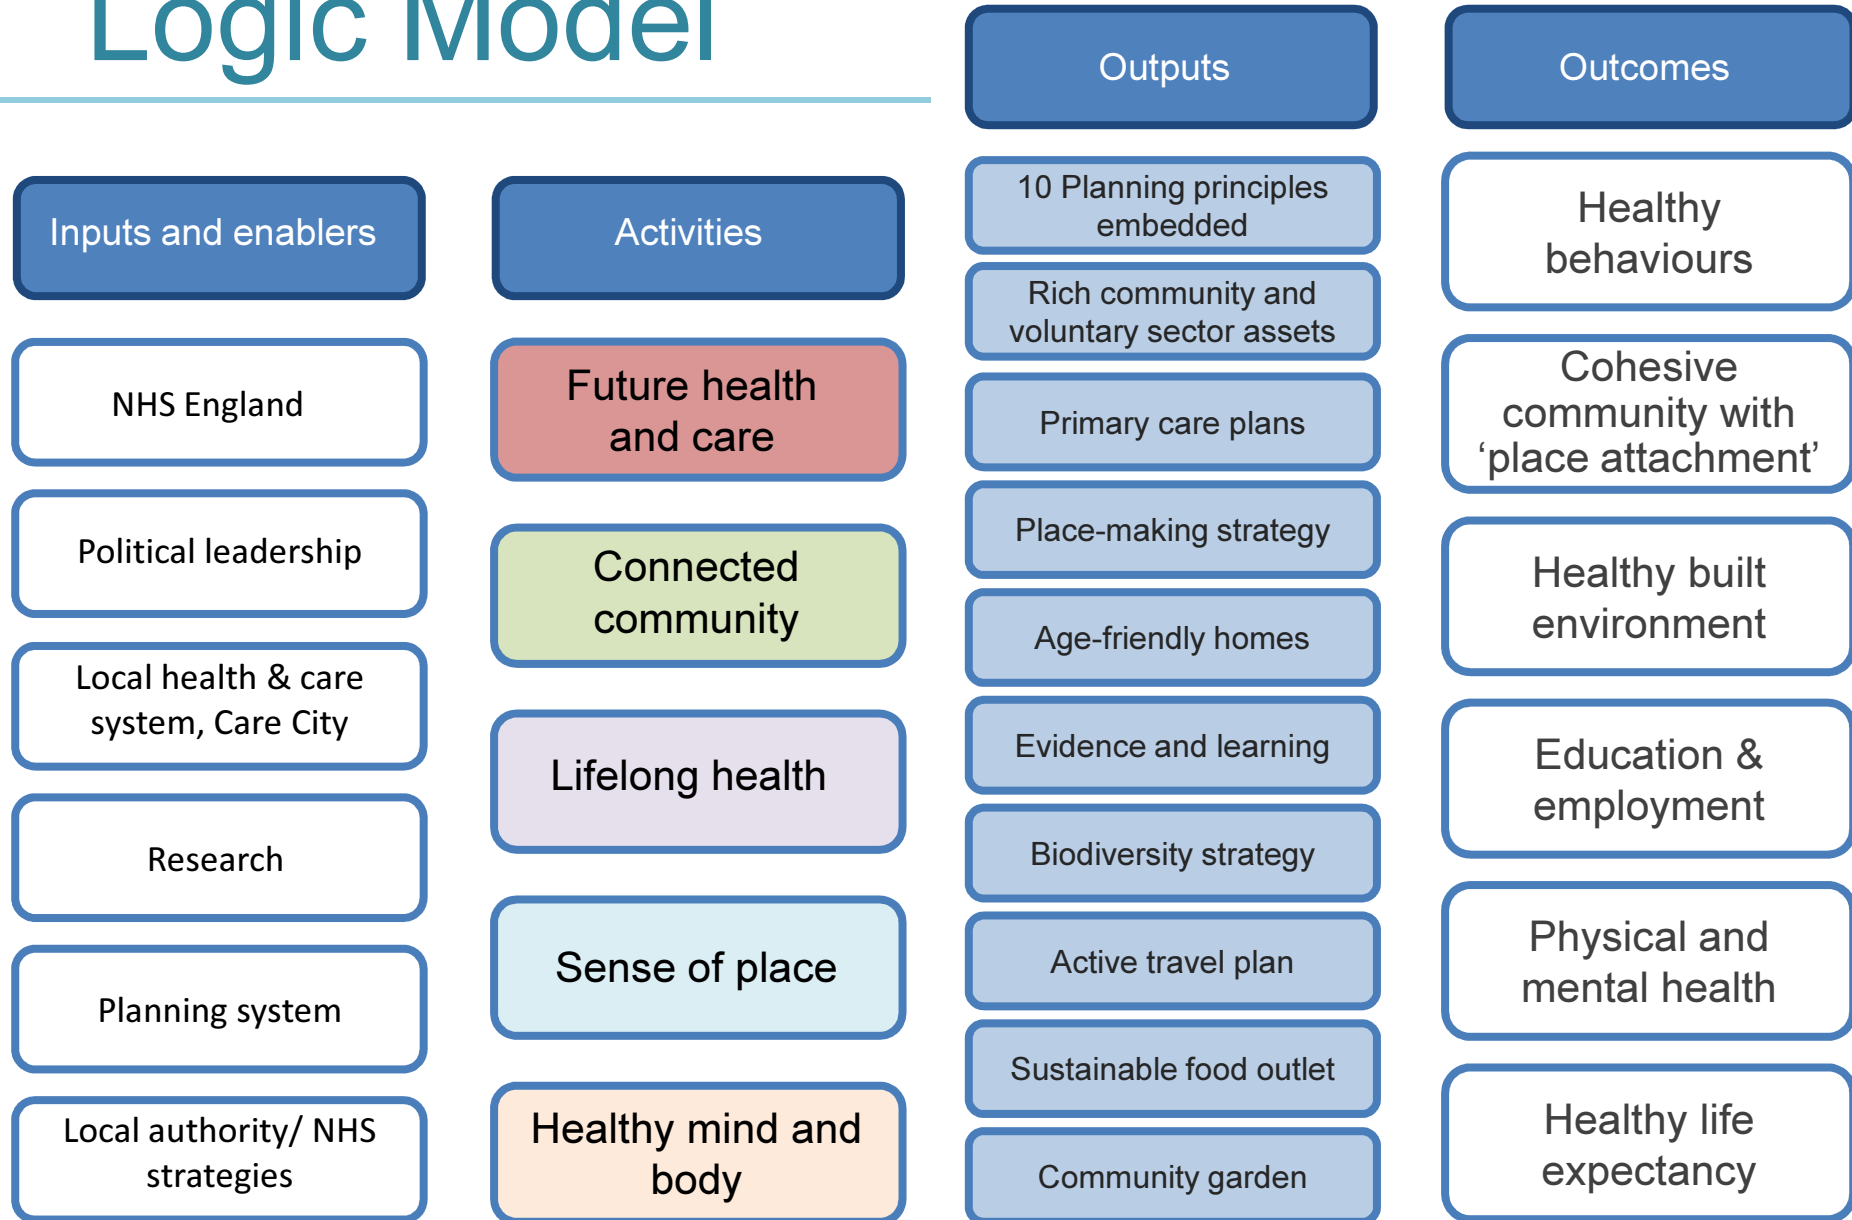 Logic Model
Inputs and enablers
NHS England
Political leadership
Local health & care
system, Care City
Research
Planning system
Local authority/ NHS
strategies
Activities
Future health
and care
Connected
community
Lifelong health
Sense of place
Healthy mind and
body
Outputs
10 Planning principles
embedded
Rich community and
voluntary sector assets
Primary care plans
Place-making strategy
Age-friendly homes
Evidence and learning
Biodiversity strategy
Active travel plan
Sustainable food outlet
Community garden
Outcomes
Healthy
behaviours
Cohesive
community with
‘place attachment’
Healthy built
environment
Education &
employment
Physical and
mental health
Healthy life
expectancy